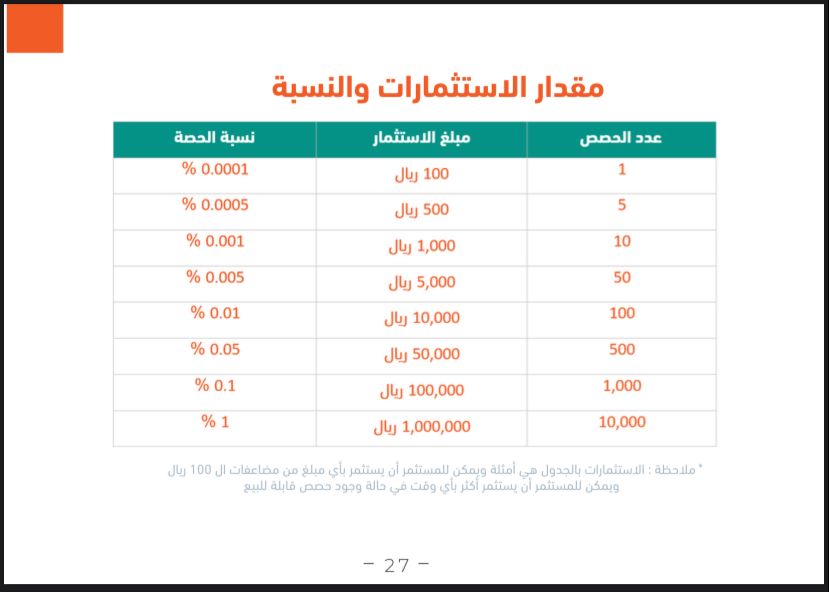 مقدار الاستثمارات والنسبة
عدد الحصص مبلغ الاستثمار نسبة الحصة
1 100 ريال 0.0001 %
5 500 ريال 0.0005 %
10 1,000 ريال 0.001 %
50 5,000 ريال 0.005 %
100 10,000 ريال 0.01 %
500 50,000 ريال 0.05 %
1,000 100,000 ريال 0.1 %
10,000 1,000,000 ريال 1 %
* ملاحظة : الاستثمارات بالجدول هي أمثلة ويمكن للمستثمر أن يستثمر بأي مبلغ من مضاعفات ال 100 ريال
ويمكن للمستثمر أن يستثمر أكثر بأي وقت في حالة وجود حصص قابلة للبيع
– 27 –